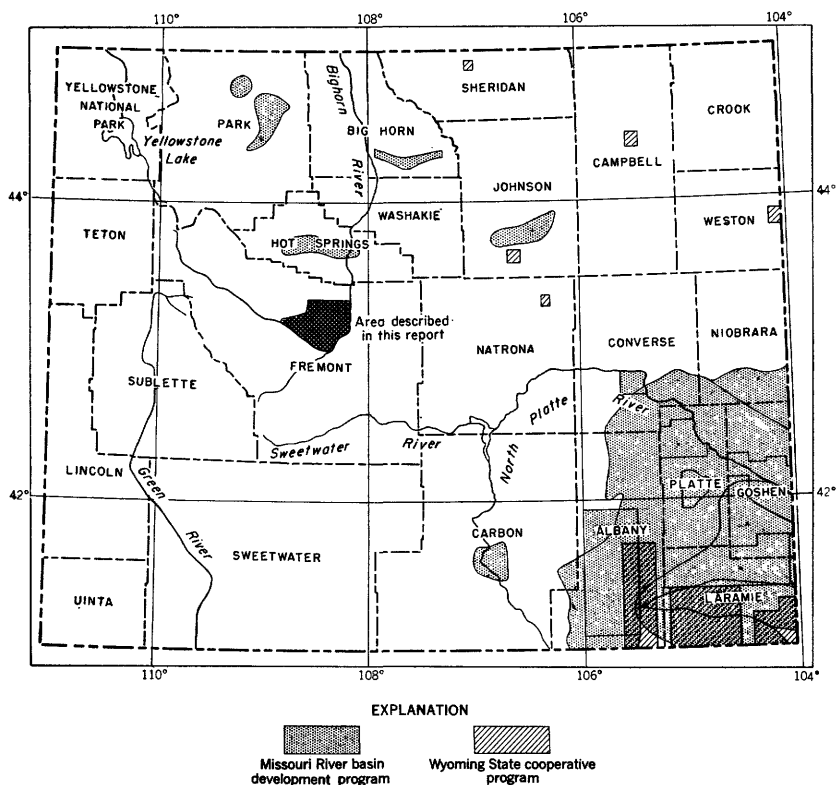 110°
108°
106°
104°
YELLOWSTONE
NATIONAL
PARK
Yellowstone
Lake
PARK
Bighorn
River
BIG HORN
SHERIDAN
CROOK
CAMPBELL
JOHNSON
44°
44°
WASHAKIE
WESTON
TETON
HOT SPRINGS
Area described
in this report
FREMONT
NATRONA
CONVERSE
NIOBRARA
SUBLETTE
Sweetwater
River
North
Platte
River
LINCOLN
Green
River
42°
42°
PLATTE
GOSHEN
CARBON
ALBANY
SWEETWATER
LARAMIE
UINTA
110°
108°
106°
104°
EXPLANATION
Missouri River basin
development program
Wyoming State cooperative
program